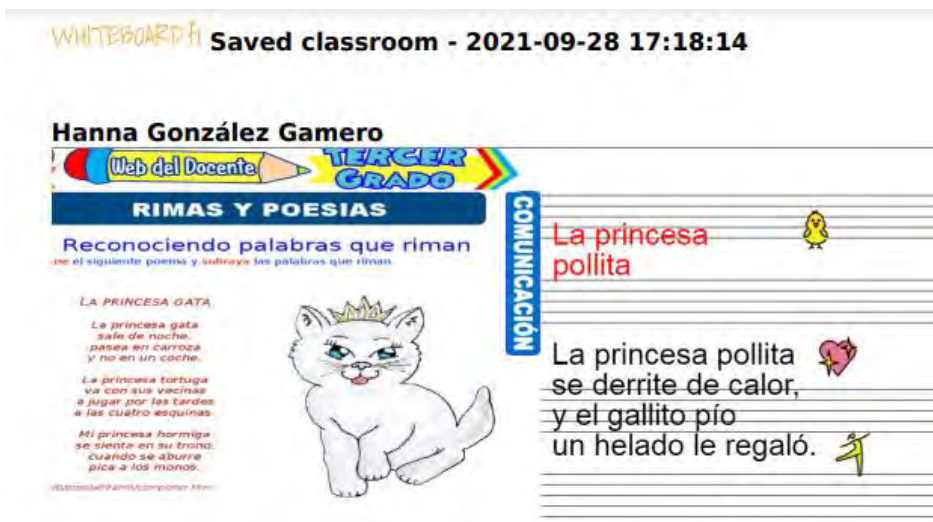 WHITEBOARD.fi Saved classroom - 2021-09-28 17:18:14
Hanna González Gamero
Web del Docente
TERCER
GRADO
RIMAS Y POESIAS
Reconociendo palabras que riman
ee el siguiente poema y subraya las palabras que riman.
LA PRINCESA GATA
La princesa gata
sale de noche,
pasea en carroza
y no en un coche.
La princesa tortuga
va con sus vecinas
a jugar por las tardes
a las cuatro esquinas
Mi princesa hormiga
se sienta en su trono,
cuando se aburre
pica a los monos.
COMUNICACIÓN
La princesa
pollita
La princesa pollita
se derrite de calor,
y el gallito pío
un helado le regaló.